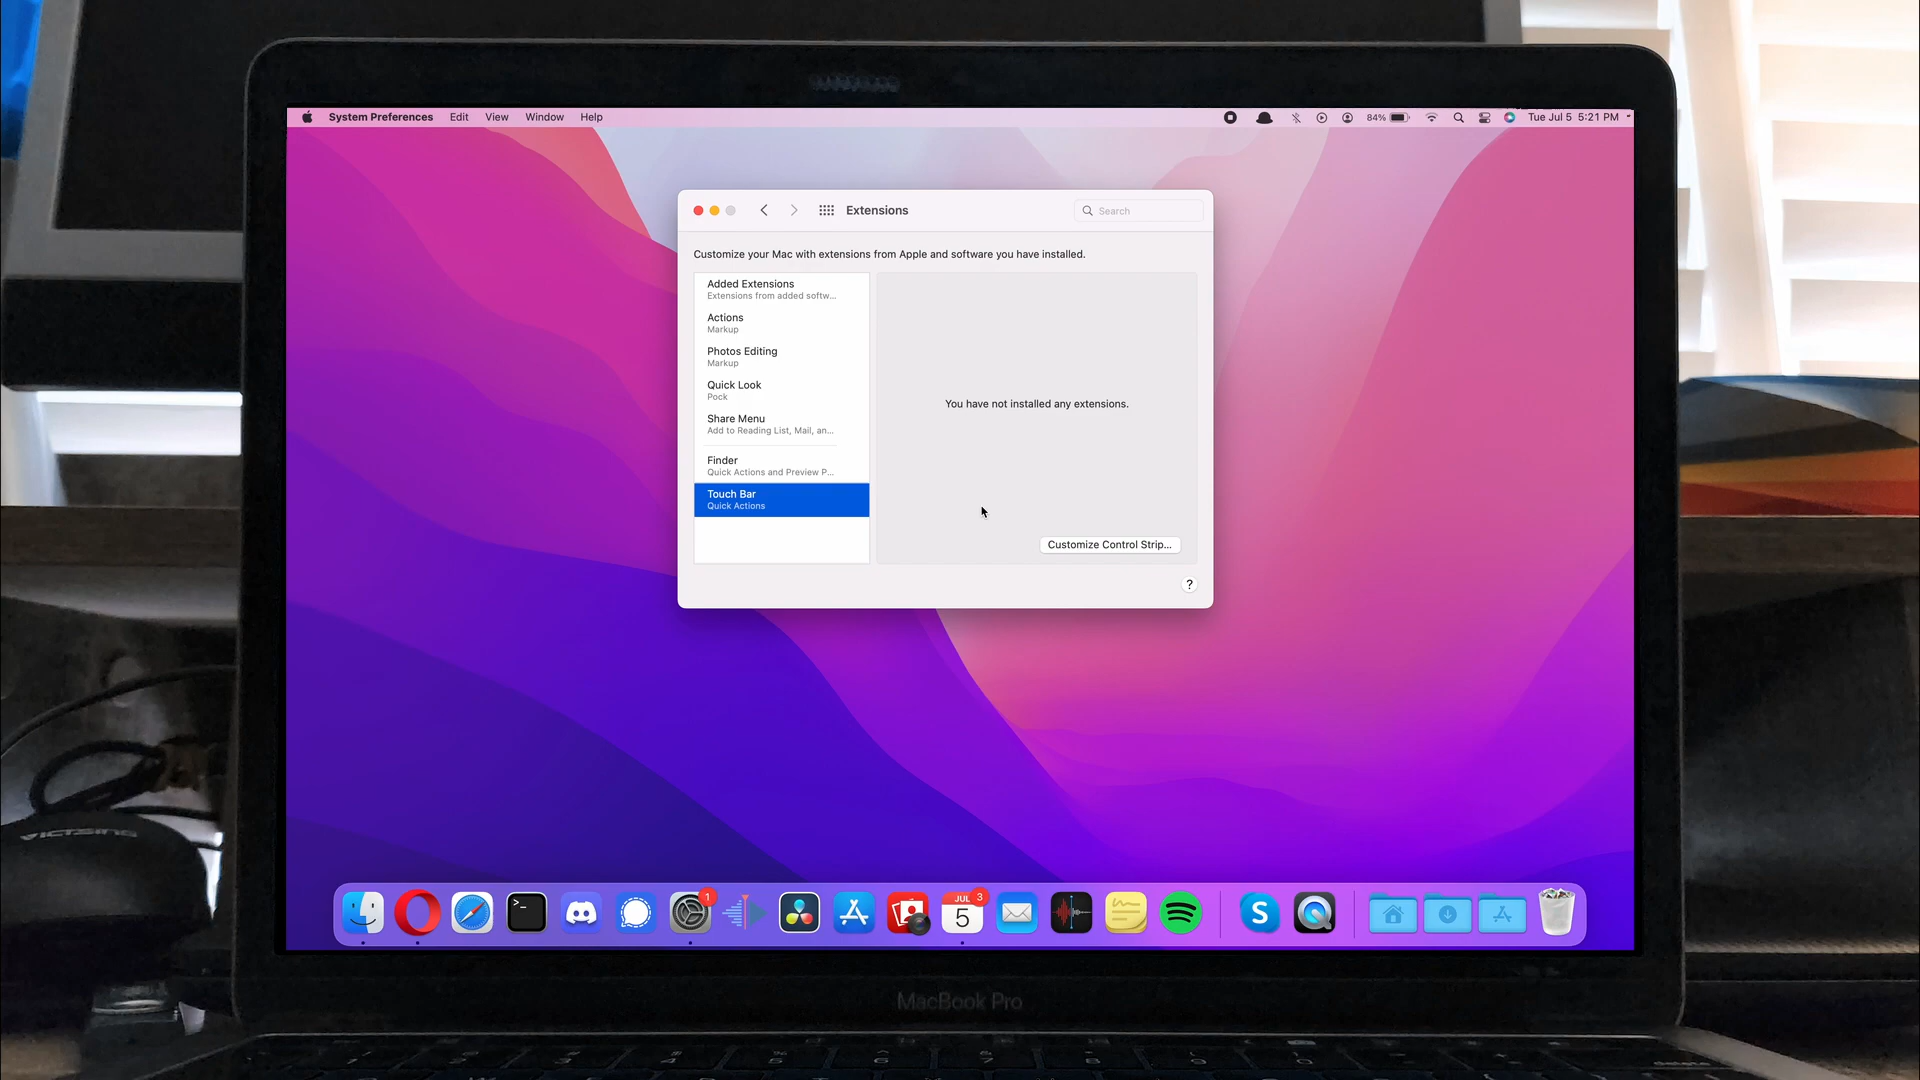 System Preferences Edit View Window Help
84% Tue Jul 5 5:21 PM
Extensions
Search
Customize your Mac with extensions from Apple and software you have installed.
Added Extensions
Extensions from added softw...
Actions
Markup
Photos Editing
Markup
Quick Look
Pock
Share Menu
Add to Reading List, Mail, an...
Finder
Quick Actions and Preview P...
Touch Bar
Quick Actions
You have not installed any extensions.
Customize Control Strip...
?
1
JUL
3
5
S
MacBook Pro
VICTSING